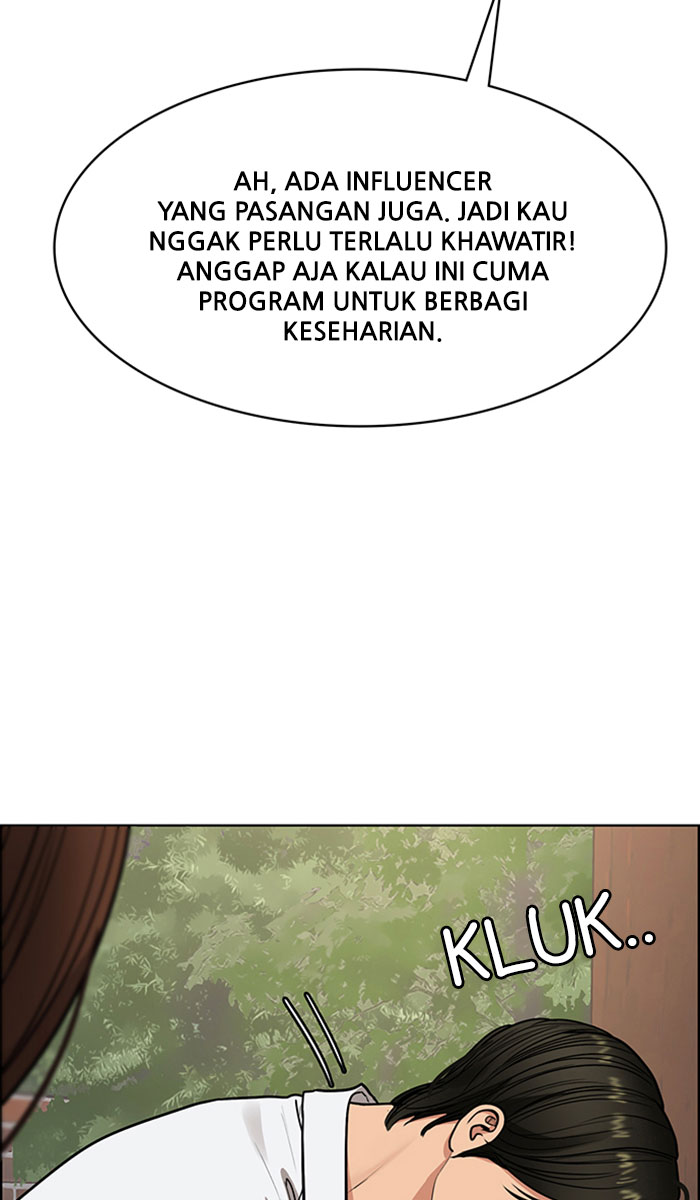 AH, ADA INFLUENCER
YANG PASANGAN JUGA. JADI KAU
NGGAK PERLU TERLALU KHAWATIR!
ANGGAP AJA KALAU INI CUMA
PROGRAM UNTUK BERBAGI
KESEHARIAN.
KLUK..